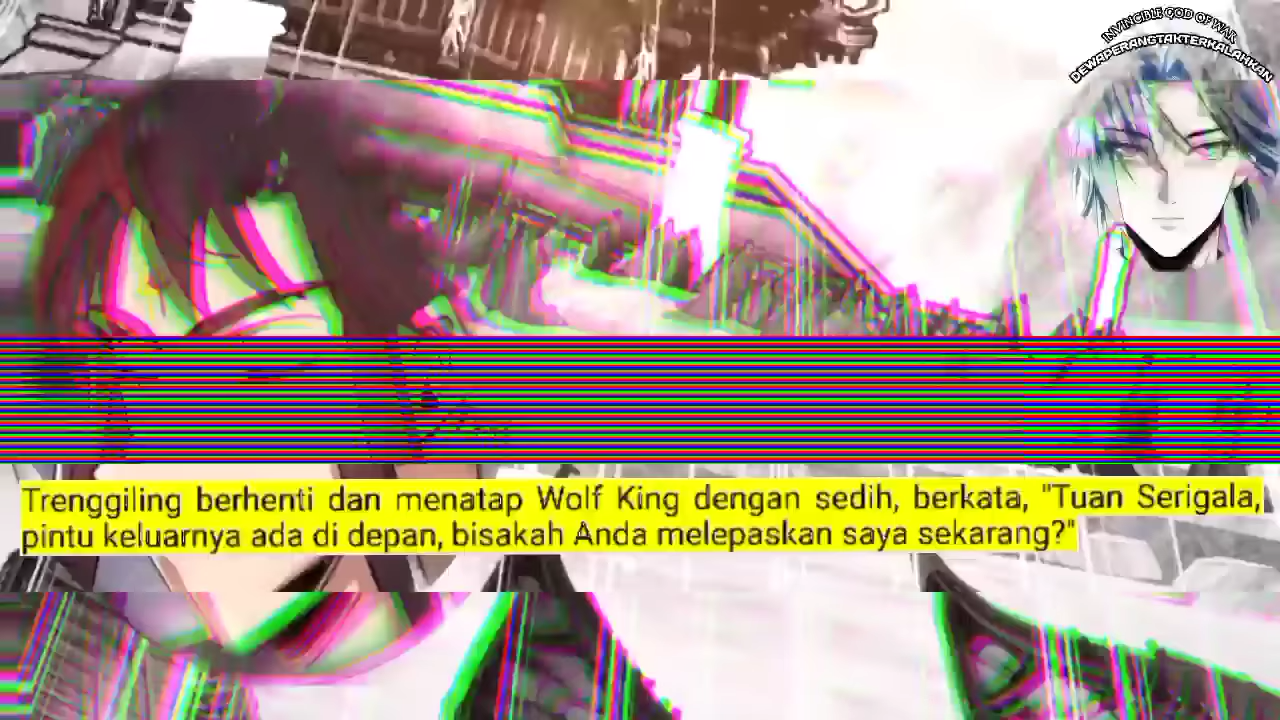 INVINCIBLE GOD OF WAR
DEWAPERANGTAKTERKALAHKAN
Trenggiling berhenti dan menatap Wolf King dengan sedih, berkata, "Tuan Serigala,
pintu keluarnya ada di depan, bisakah Anda melepaskan saya sekarang?"